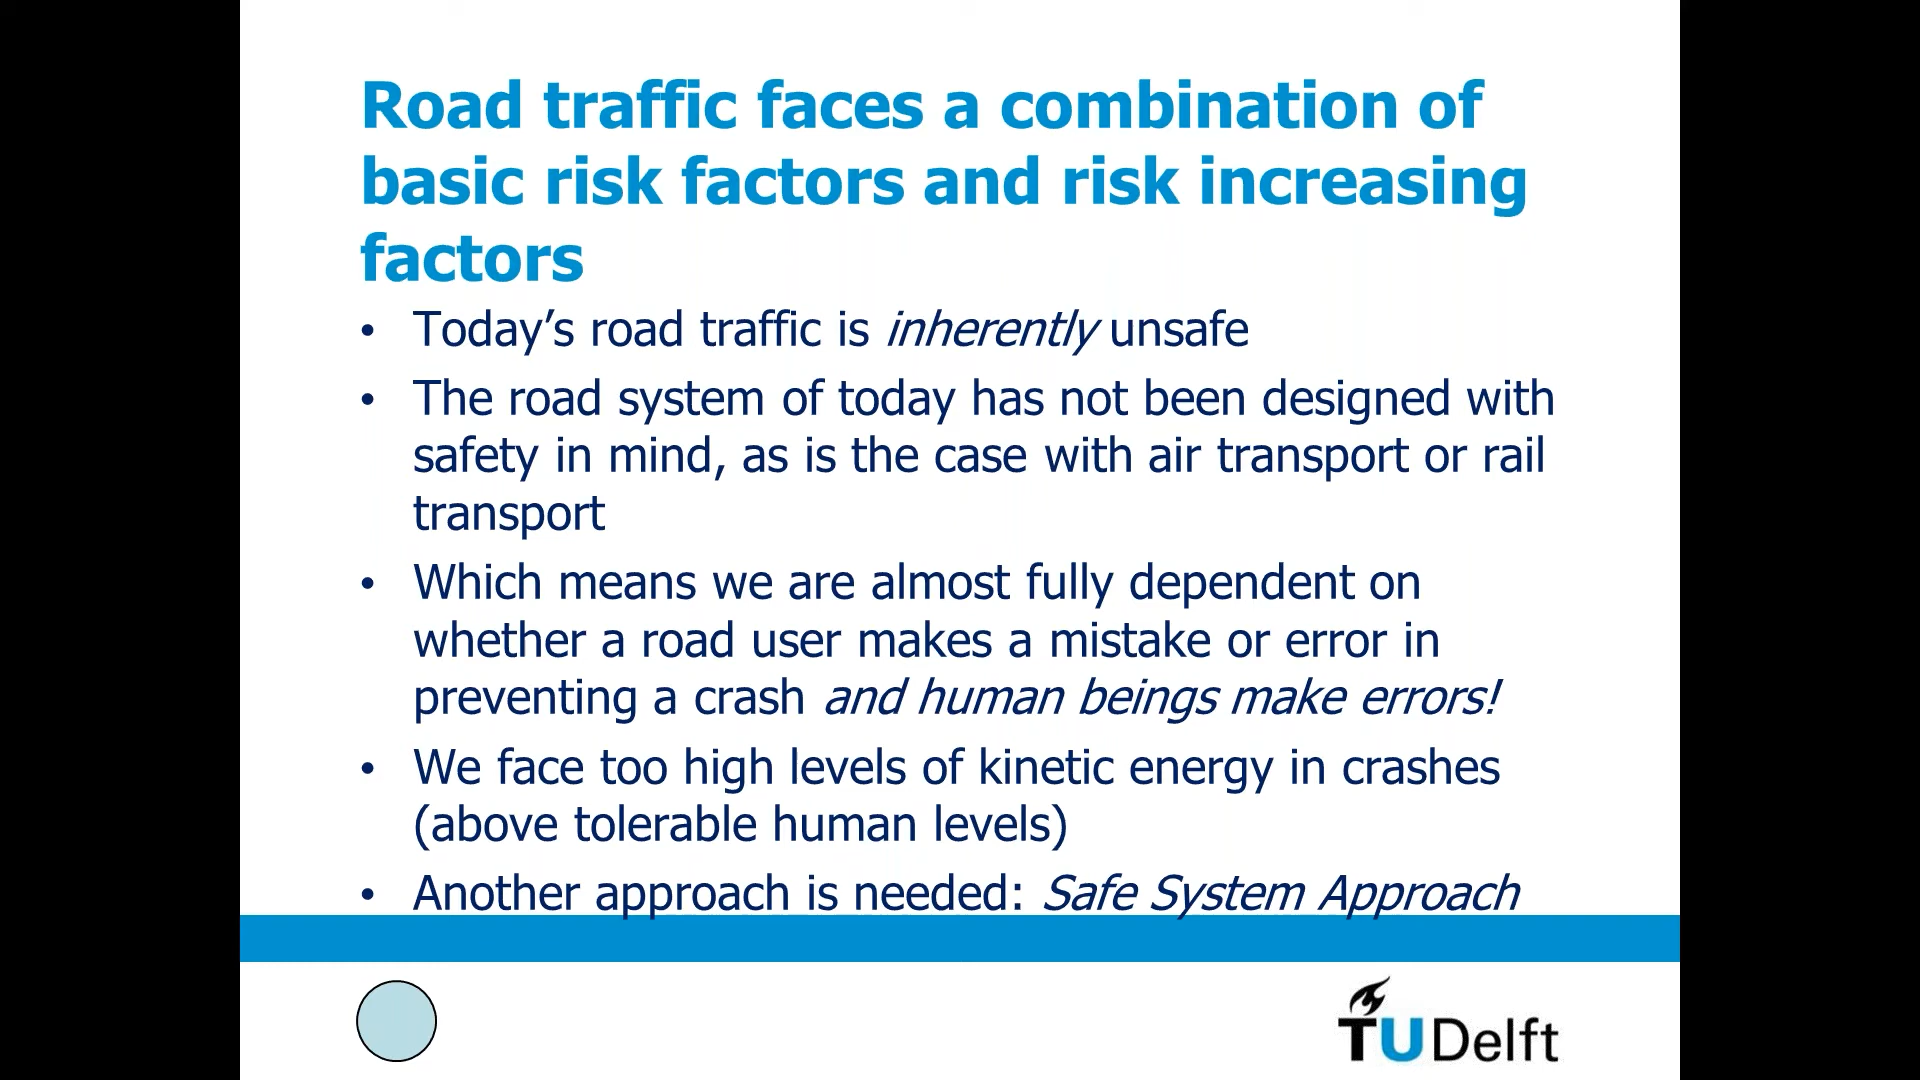 Road traffic faces a combination of
basic risk factors and risk increasing
factors
• Today’s road traffic is inherently unsafe
• The road system of today has not been designed with
safety in mind, as is the case with air transport or rail
transport
• Which means we are almost fully dependent on
whether a road user makes a mistake or error in
preventing a crash and human beings make errors!
• We face too high levels of kinetic energy in crashes
(above tolerable human levels)
• Another approach is needed: Safe System Approach
TUDelft